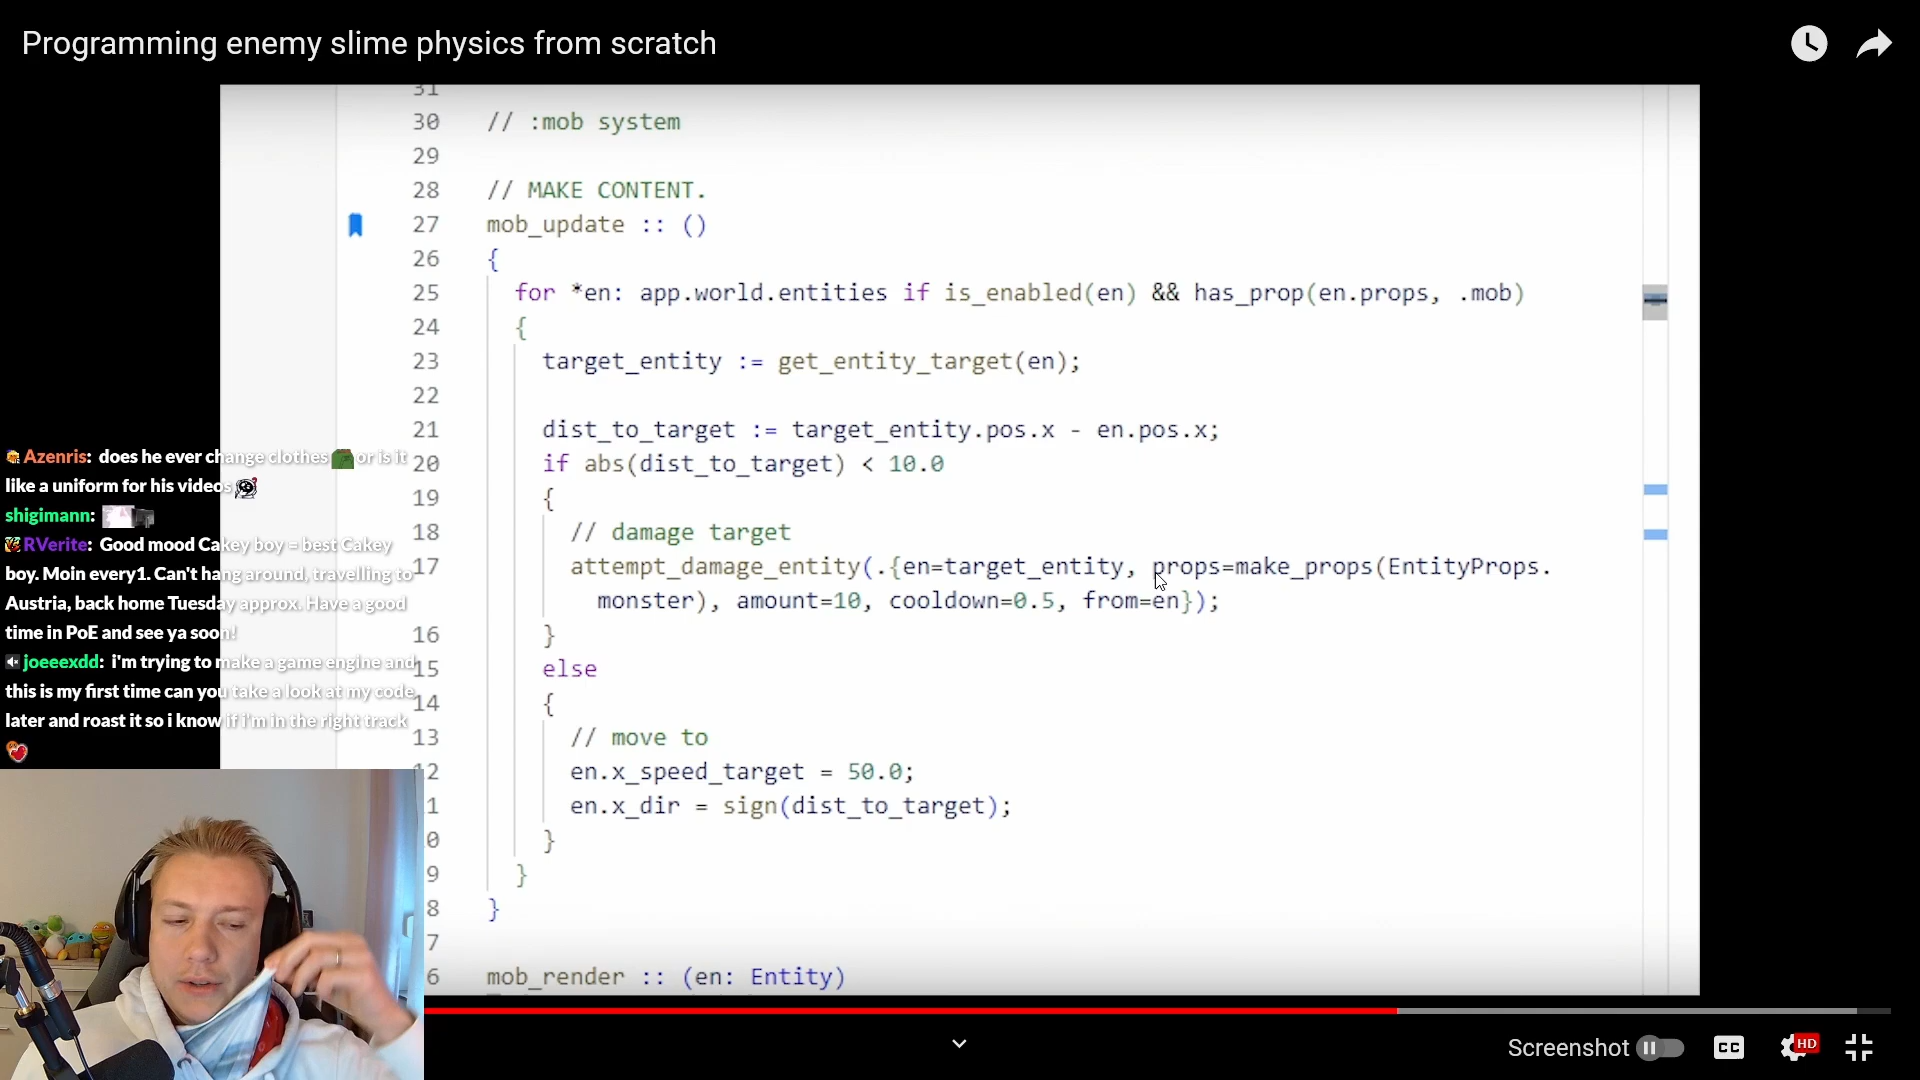 Programming enemy slime physics from scratch
31
30 // :mob system
29
28 // MAKE CONTENT.
27 mob_update :: ()
26 {
25 for *en: app.world.entities if is_enabled(en) && has_prop(en.props, .mob)
24 {
23 target_entity := get_entity_target(en);
22
21 dist_to_target := target_entity.pos.x - en.pos.x;
20 if abs(dist_to_target) < 10.0
19 {
18 // damage target
17 attempt_damage_entity(.{en=target_entity, props=make_props(EntityProps.
monster), amount=10, cooldown=0.5, from=en});
16 }
15 else
14 {
13 // move to
12 en.x_speed_target = 50.0;
1 en.x_dir = sign(dist_to_target);
0 }
9 }
8 }
7
6 mob_render :: (en: Entity)
Azenris: does he ever change clothes or is it
like a uniform for his videos
shigimann:
RVerite: Good mood Cakey boy = best Cakey
boy. Moin every1. Can't hang around, travelling to
Austria, back home Tuesday approx. Have a good
time in PoE and see ya soon!
joeeexdd: i'm trying to make a game engine and
this is my first time can you take a look at my code
later and roast it so i know if i'm in the right track
Screenshot
CC
HD